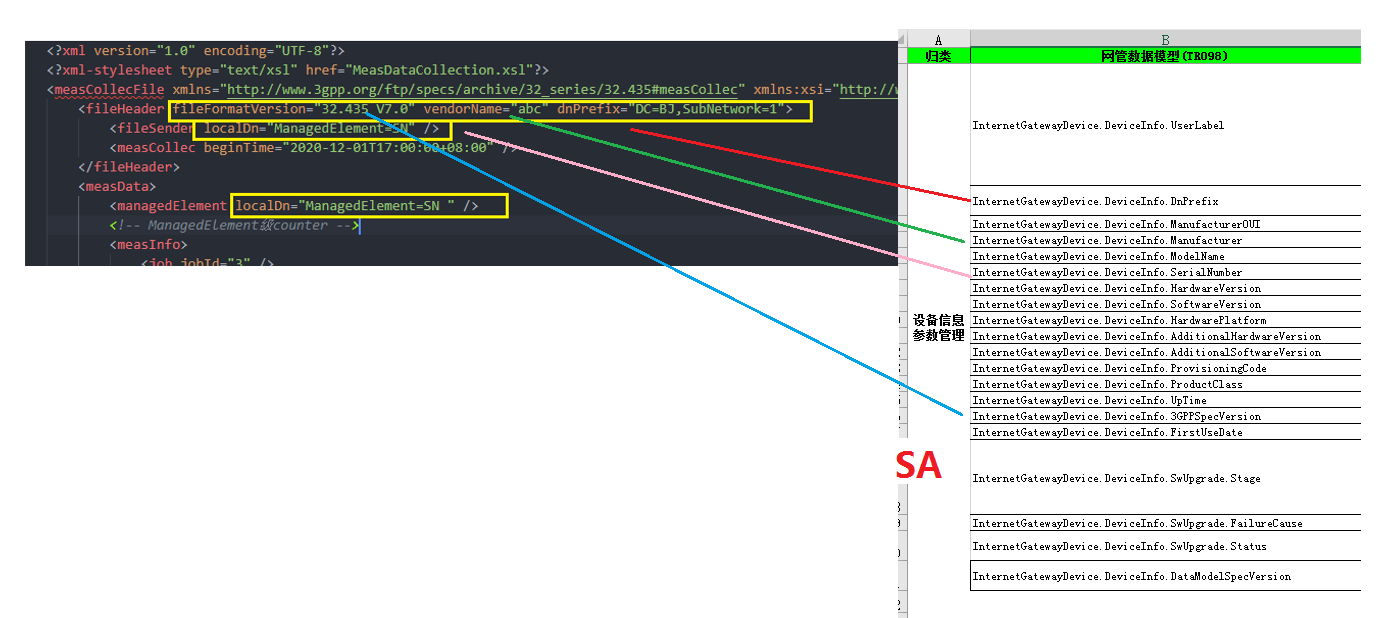 <?xml version="1.0" encoding="UTF-8"?>
<?xml-stylesheet type="text/xsl" href="MeasDataCollection.xsl"?>
<measCollecFile xmlns="http://www.3gpp.org/ftp/specs/archive/32_series/32.435#measCollec" xmlns:xsi="http://w
<fileHeader fileFormatVersion="32.435 V7.0" vendorName="abc" dnPrefix="DC=BJ,SubNetwork=1">
<fileSender localDn="ManagedElement=SN" />
<measCollec beginTime="2020-12-01T17:00:00+08:00" />
</fileHeader>
<measData>
<managedElement localDn="ManagedElement=SN " />
<!-- ManagedElement级counter -->
<measInfo>
<job jobId="3" />
A B
归类 网管数据模型(TR098)
InternetGatewayDevice.DeviceInfo.UserLabel
InternetGatewayDevice.DeviceInfo.DnPrefix
InternetGatewayDevice.DeviceInfo.ManufacturerOUI
InternetGatewayDevice.DeviceInfo.Manufacturer
InternetGatewayDevice.DeviceInfo.ModelName
InternetGatewayDevice.DeviceInfo.SerialNumber
InternetGatewayDevice.DeviceInfo.HardwareVersion
InternetGatewayDevice.DeviceInfo.SoftwareVersion
设备信息
参数管理
InternetGatewayDevice.DeviceInfo.HardwarePlatform
InternetGatewayDevice.DeviceInfo.AdditionalHardwareVersion
InternetGatewayDevice.DeviceInfo.AdditionalSoftwareVersion
InternetGatewayDevice.DeviceInfo.ProvisioningCode
InternetGatewayDevice.DeviceInfo.ProductClass
InternetGatewayDevice.DeviceInfo.UpTime
InternetGatewayDevice.DeviceInfo.3GPPSpecVersion
InternetGatewayDevice.DeviceInfo.FirstUseDate
SA
InternetGatewayDevice.DeviceInfo.SwUpgrade.Stage
InternetGatewayDevice.DeviceInfo.SwUpgrade.FailureCause
InternetGatewayDevice.DeviceInfo.SwUpgrade.Status
InternetGatewayDevice.DeviceInfo.DataModelSpecVersion